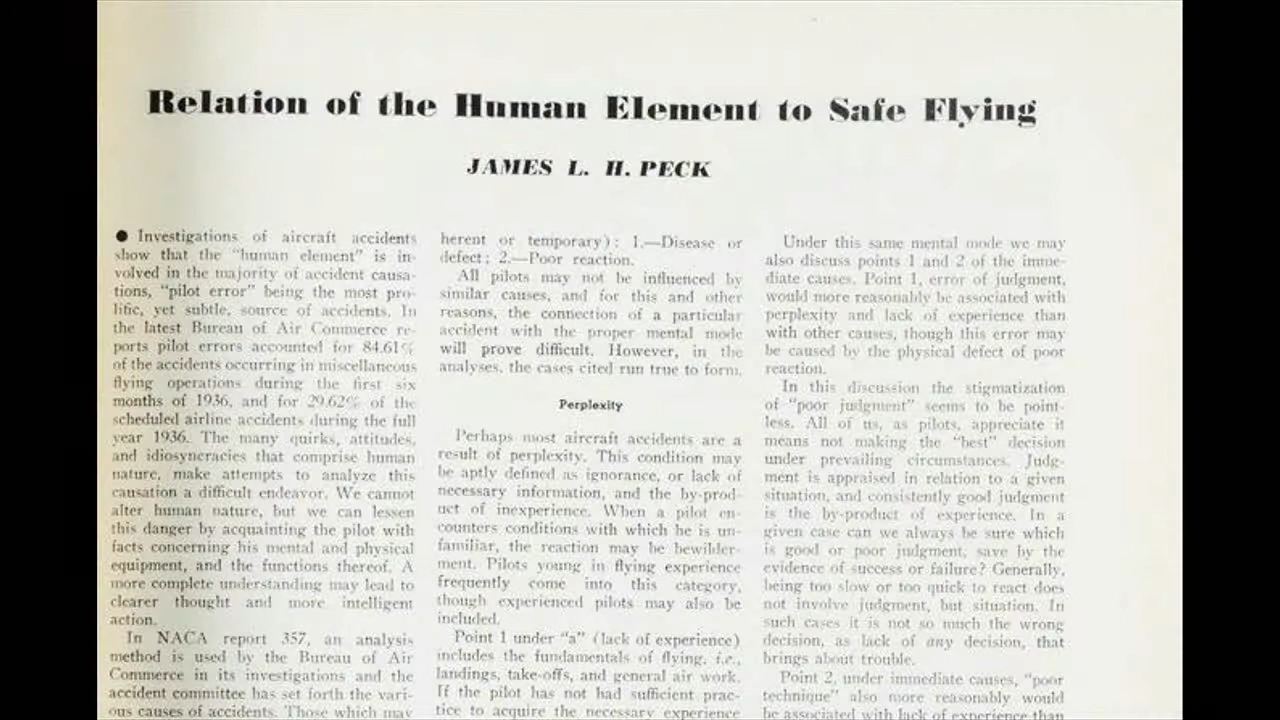 Relation of the Human Element to Safe Flying
JAMES L. H. PECK
● Investigations of aircraft accidents
show that the "human element" is in-
volved in the majority of accident causa-
tions, "pilot error" being the most pro-
lific, yet subtle, source of accidents. In
the latest Bureau of Air Commerce re-
ports pilot errors accounted for 84.61%
of the accidents occurring in miscellaneous
flying operations during the first six
months of 1936, and for 29.62% of the
scheduled airline accidents during the full
year 1936. The many quirks, attitudes,
and idiosyncracies that comprise human
nature, make attempts to analyze this
causation a difficult endeavor. We cannot
alter human nature, but we can lessen
this danger by acquainting the pilot with
facts concerning his mental and physical
equipment, and the functions thereof. A
more complete understanding may lead to
clearer thought and more intelligent
action.
In NACA report 357, an analysis
method is used by the Bureau of Air
Commerce in its investigations and the
accident committee has set forth the vari-
ous causes of accidents. Those which may
herent or temporary): 1.—Disease or
defect; 2.—Poor reaction.
All pilots may not be influenced by
similar causes, and for this and other
reasons, the connection of a particular
accident with the proper mental mode
will prove difficult. However, in the
analyses, the cases cited run true to form.
Perplexity
Perhaps most aircraft accidents are a
result of perplexity. This condition may
be aptly defined as ignorance, or lack of
necessary information, and the by-prod-
uct of inexperience. When a pilot en-
counters conditions with which he is un-
familiar, the reaction may be bewilder-
ment. Pilots young in flying experience
frequently come into this category,
though experienced pilots may also be
included.
Point 1 under "a" (lack of experience)
includes the fundamentals of flying, i.e.,
landings, take-offs, and general air work.
If the pilot has not had sufficient prac-
tice to acquire the necessary experience
Under this same mental mode we may
also discuss points 1 and 2 of the imme-
diate causes. Point 1, error of judgment,
would more reasonably be associated with
perplexity and lack of experience than
with other causes, though this error may
be caused by the physical defect of poor
reaction.
In this discussion the stigmatization
of "poor judgment" seems to be point-
less. All of us, as pilots, appreciate it
means not making the "best" decision
under prevailing circumstances. Judg-
ment is appraised in relation to a given
situation, and consistently good judgment
is the by-product of experience. In a
given case can we always be sure which
is good or poor judgment, save by the
evidence of success or failure? Generally,
being too slow or too quick to react does
not involve judgment, but situation. In
such cases it is not so much the wrong
decision, as lack of any decision, that
brings about trouble.
Point 2, under immediate causes, "poor
technique" also more reasonably would
be associated with lack of experience than